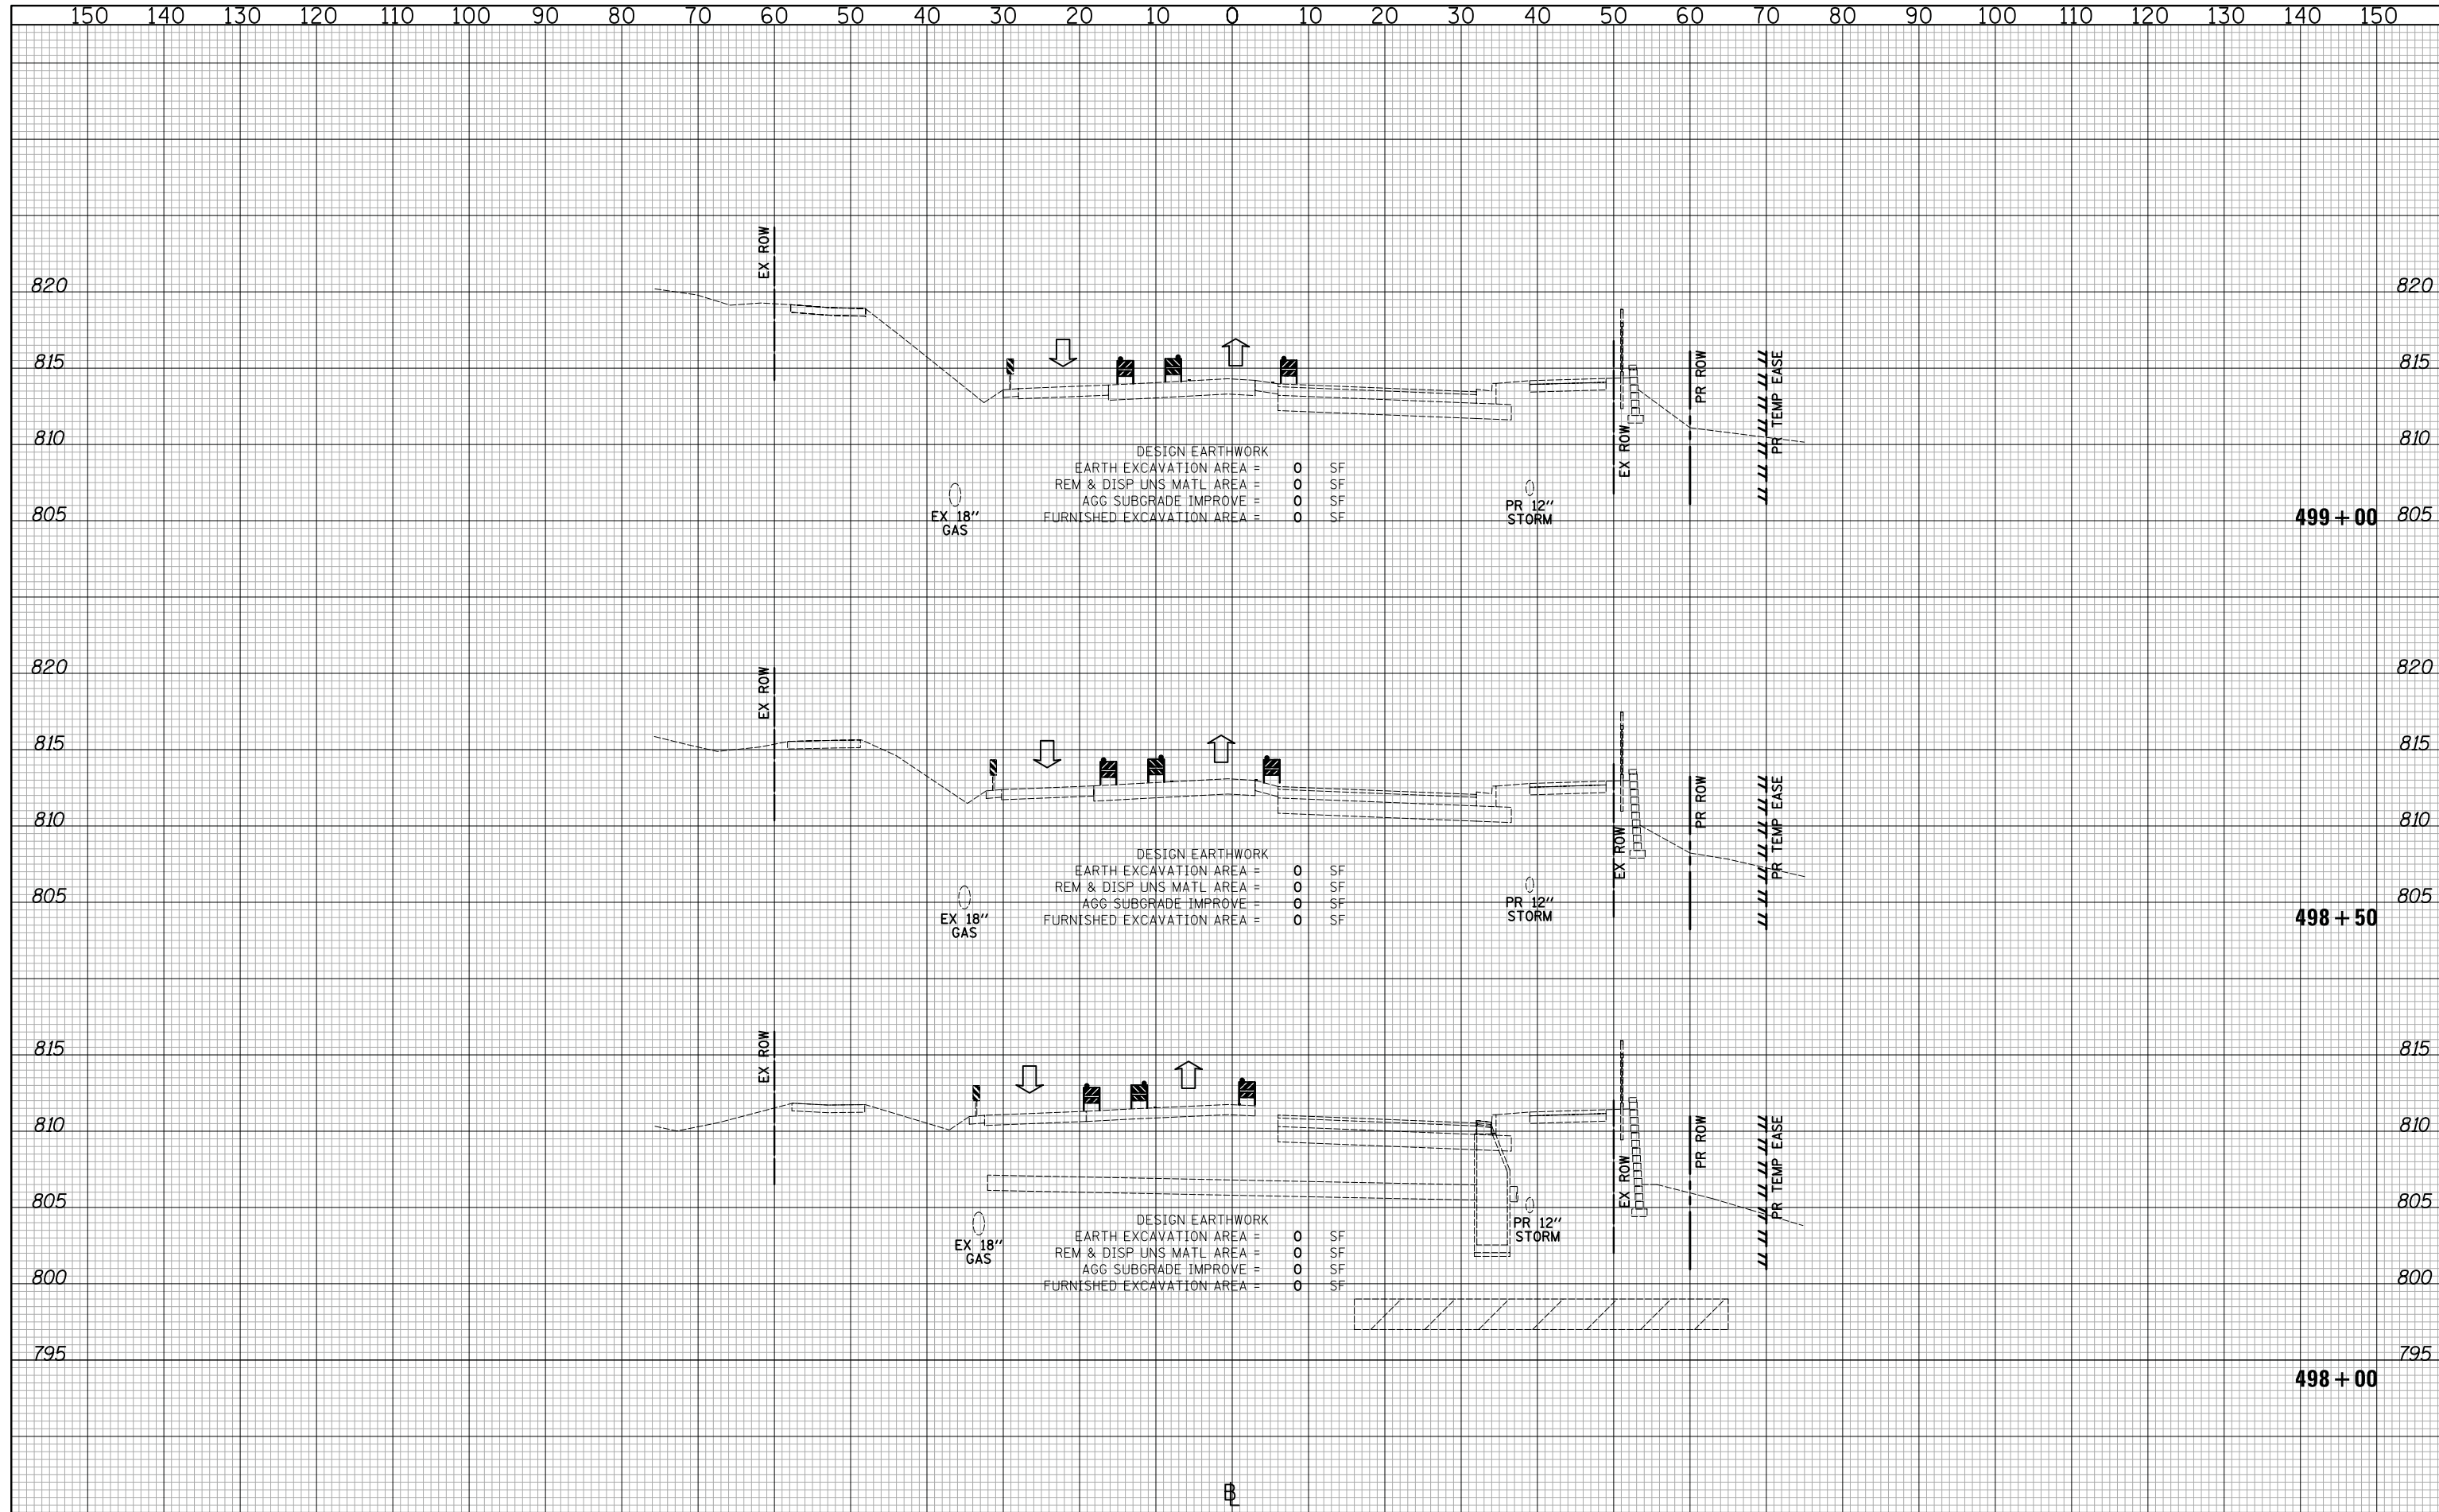 150 140 130 120 110 100 90 80 70 60 50 40 30 20 10 0 10 20 30 40 50 60 70 80 90 100 110 120 130 140 150
EX ROW
820 820
815 815
PR ROW
PR TEMP EASE
810 810
EX ROW
DESIGN EARTHWORK
EARTH EXCAVATION AREA = 0 SF
REM & DISP UNS MATL AREA = 0 SF
AGG SUBGRADE IMPROVE = 0 SF
FURNISHED EXCAVATION AREA = 0 SF
EX 18"
GAS
PR 12"
STORM
805 499+00 805
820 820
EX ROW
815 815
PR ROW
PR TEMP EASE
810 810
EX ROW
DESIGN EARTHWORK
EARTH EXCAVATION AREA = 0 SF
REM & DISP UNS MATL AREA = 0 SF
AGG SUBGRADE IMPROVE = 0 SF
FURNISHED EXCAVATION AREA = 0 SF
805 805
EX 18"
GAS
PR 12"
STORM
498+50
EX ROW
815 815
810 810
PR ROW
PR TEMP EASE
EX ROW
805 805
DESIGN EARTHWORK
EARTH EXCAVATION AREA = 0 SF
REM & DISP UNS MATL AREA = 0 SF
AGG SUBGRADE IMPROVE = 0 SF
FURNISHED EXCAVATION AREA = 0 SF
EX 18"
GAS
PR 12"
STORM
800 800
795 795
498+00
BL